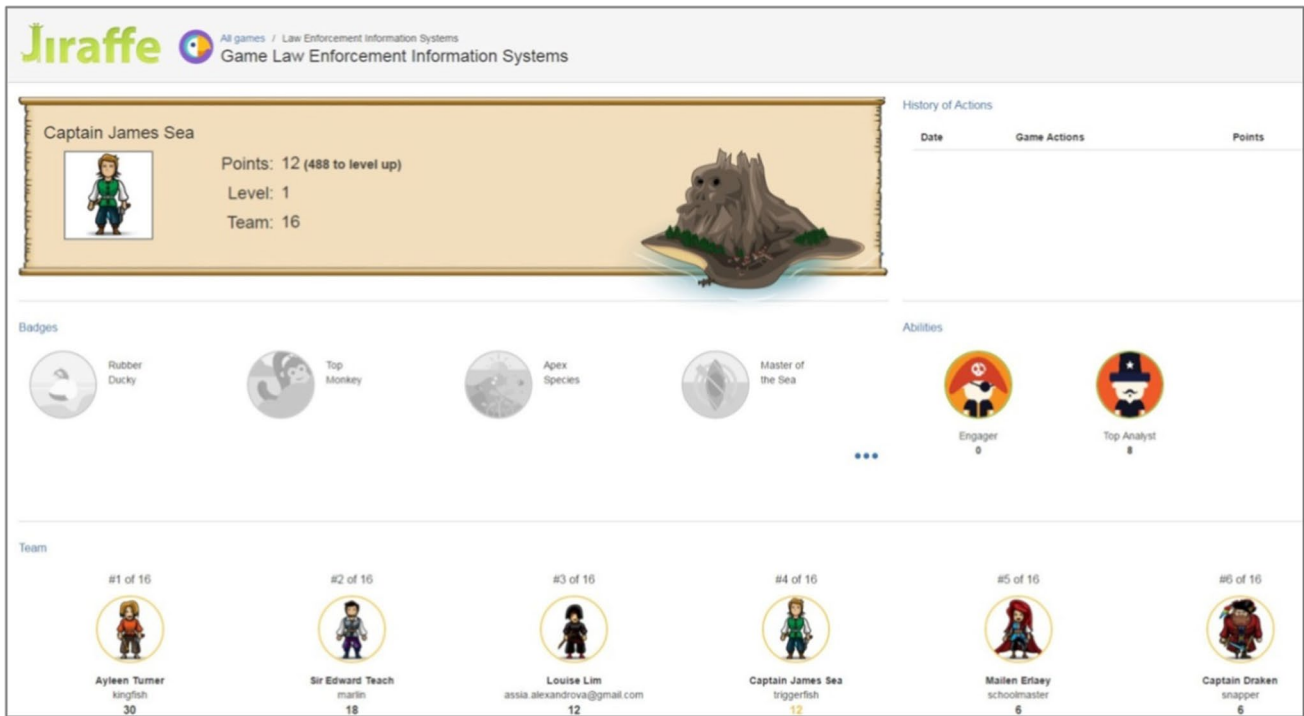 Jiraffe
All games / Law Enforcement Information Systems
Game Law Enforcement Information Systems
Captain James Sea
Points: 12 (488 to level up)
Level: 1
Team: 16
History of Actions
Date Game Actions Points
Badges
Rubber
Ducky
Top
Monkey
Apex
Species
Master of
the Sea
Abilities
Engager
0
Top Analyst
8
Team
#1 of 16 #2 of 16 #3 of 16 #4 of 16 #5 of 16 #6 of 16
Ayleen Turner Sir Edward Teach Louise Lim Captain James Sea Mailen Erlaey Captain Draken
kingfish marlin assia.alexandrova@gmail.com triggerfish schoolmaster snapper
30 18 12 12 6 6